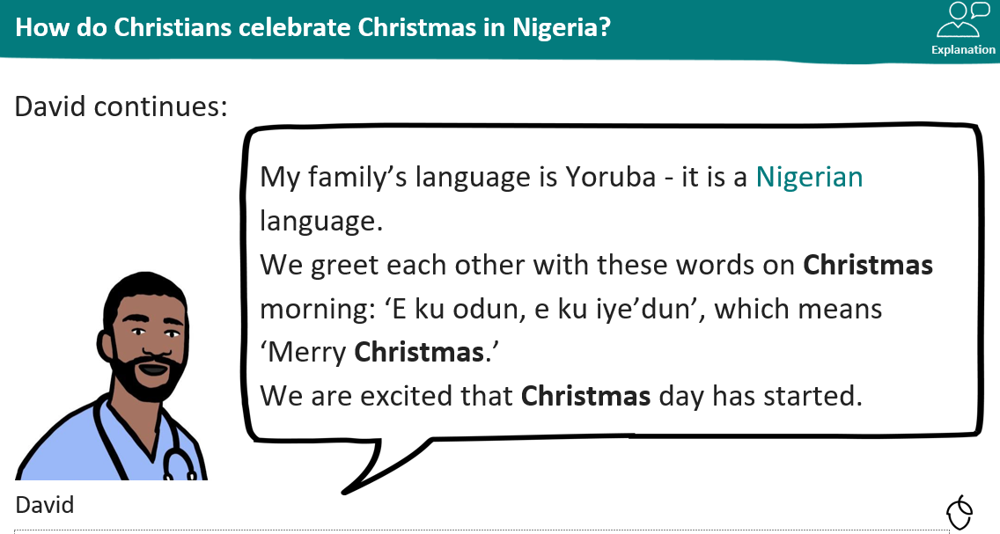 How do Christians celebrate Christmas in Nigeria?
Explanation
David continues:
My family’s language is Yoruba - it is a Nigerian
language.
We greet each other with these words on Christmas
morning: ‘E ku odun, e ku iye’dun’, which means
‘Merry Christmas.’
We are excited that Christmas day has started.
David